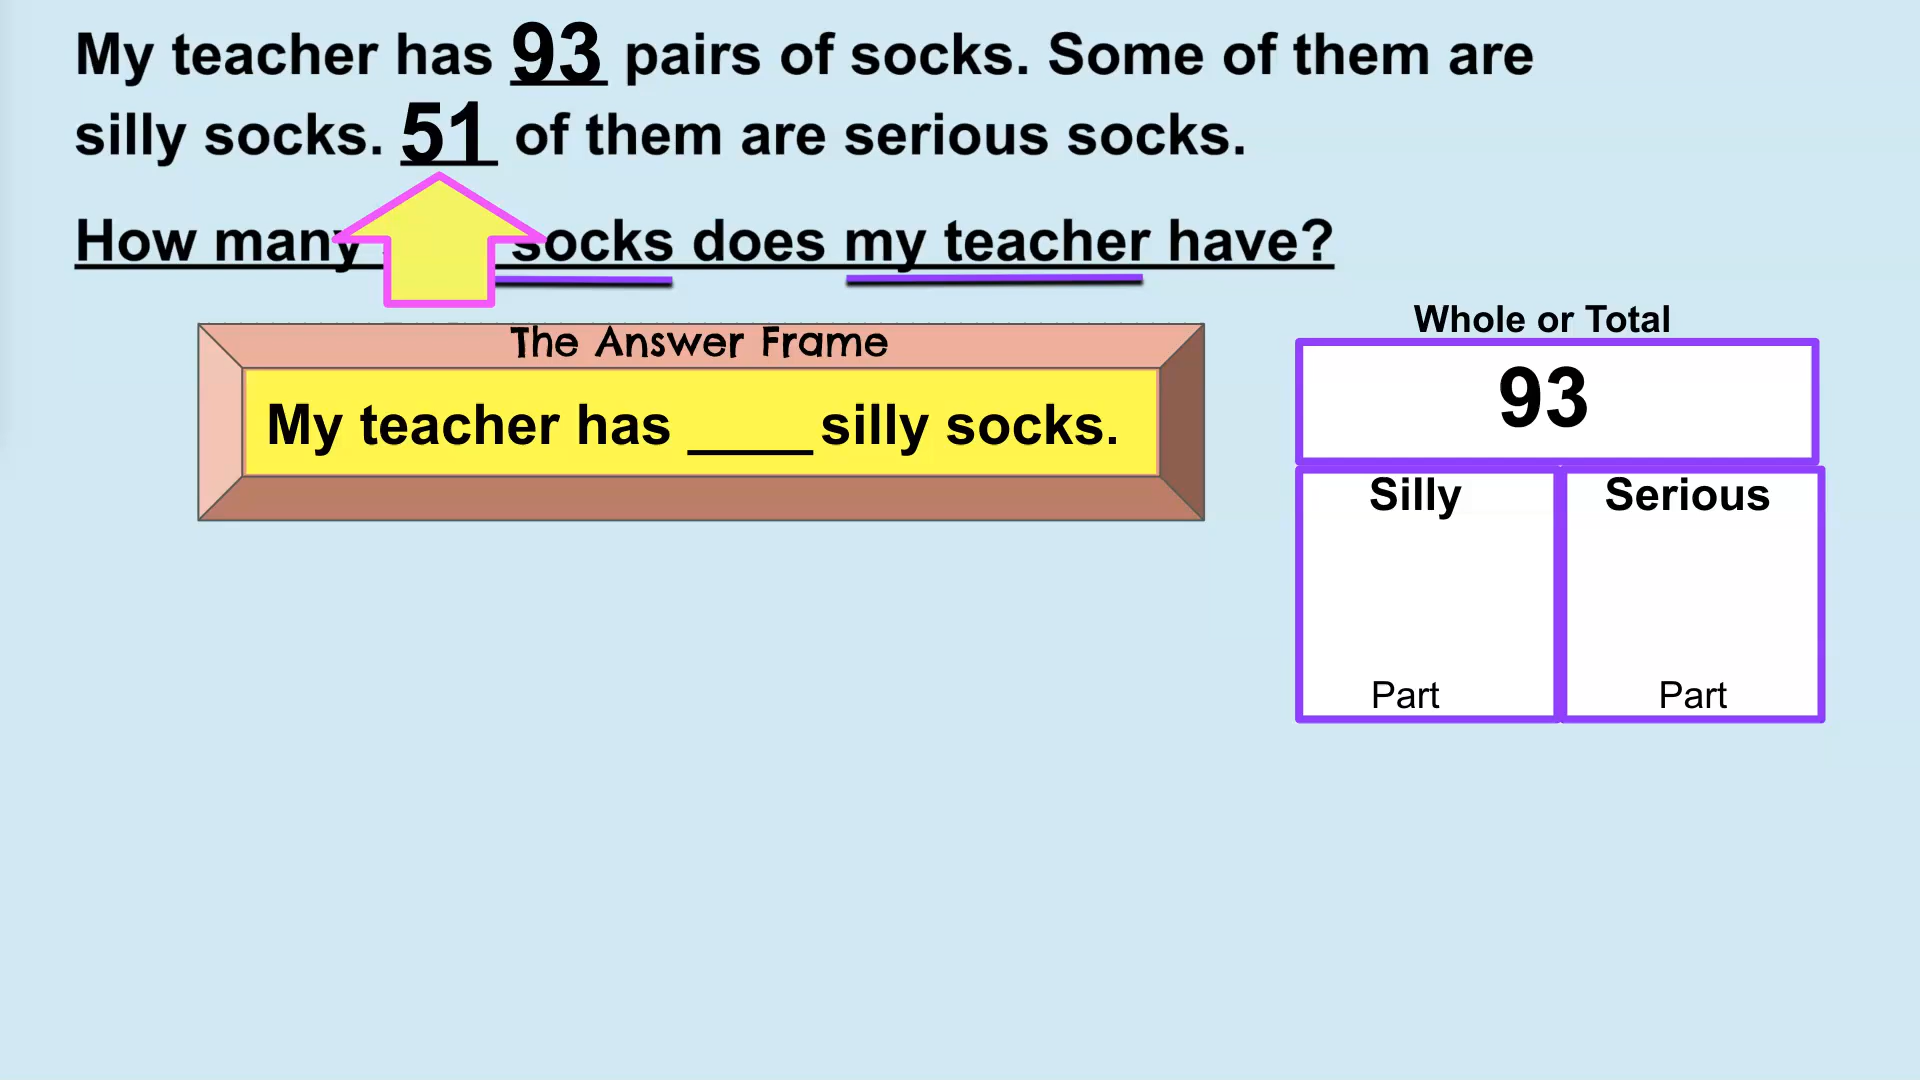 My teacher has 93 pairs of socks. Some of them are
silly socks. 51 of them are serious socks.
How many socks does my teacher have?
The Answer Frame
My teacher has ____ silly socks.
Whole or Total
93
Silly
Serious
Part
Part